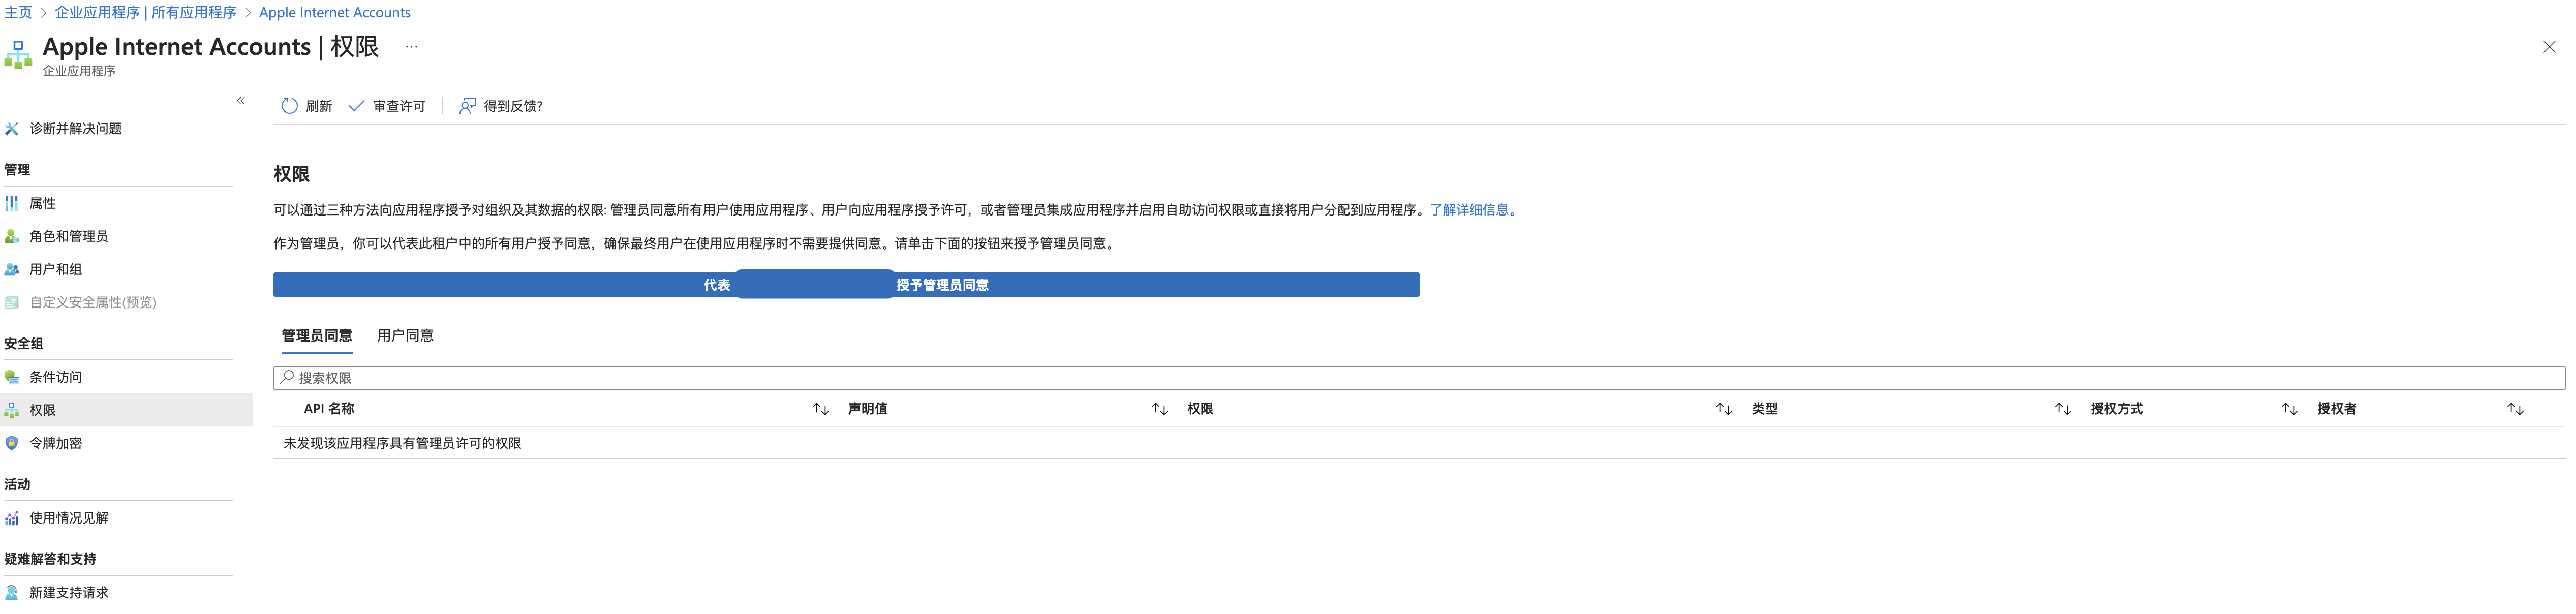 主页 > 企业应用程序 | 所有应用程序 > Apple Internet Accounts
Apple Internet Accounts | 权限 ···
企业应用程序
«
诊断并解决问题
管理
属性
角色和管理员
用户和组
自定义安全属性(预览)
安全组
条件访问
权限
令牌加密
活动
使用情况见解
疑难解答和支持
新建支持请求
刷新 审查许可 | 得到反馈?
权限
可以通过三种方法向应用程序授予对组织及其数据的权限: 管理员同意所有用户使用应用程序、用户向应用程序授予许可，或者管理员集成应用程序并启用自助访问权限或直接将用户分配到应用程序。了解详细信息。
作为管理员，你可以代表此租户中的所有用户授予同意，确保最终用户在使用应用程序时不需要提供同意。请单击下面的按钮来授予管理员同意。
代表 授予管理员同意
管理员同意 用户同意
搜索权限
API 名称 声明值 权限 类型 授权方式 授权者
未发现该应用程序具有管理员许可的权限